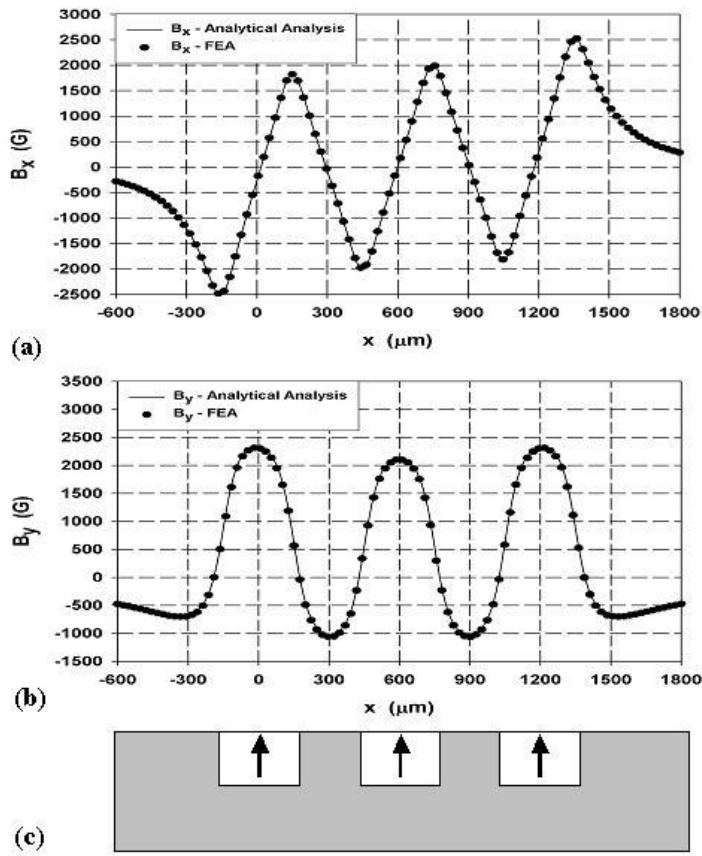 3000
2500
2000
1500
1000
500
0
-500
-1000
-1500
-2000
-2500
Bx (G)
Bx - Analytical Analysis
Bx - FEA
-600 -300 0 300 600 900 1200 1500 1800
x (μm)
(a)
3500
3000
2500
2000
1500
1000
500
0
-500
-1000
-1500
By (G)
By - Analytical Analysis
By - FEA
-600 -300 0 300 600 900 1200 1500 1800
x (μm)
(b)
(c)